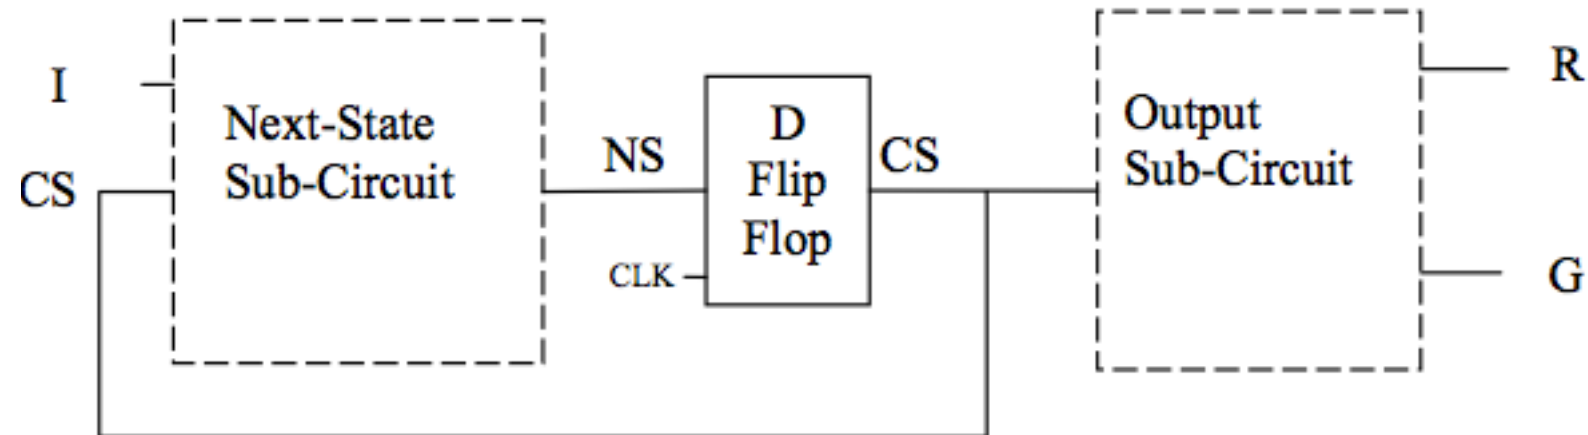 I
CS
Next-State
Sub-Circuit
NS
D
Flip
Flop
CLK
CS
Output
Sub-Circuit
R
G